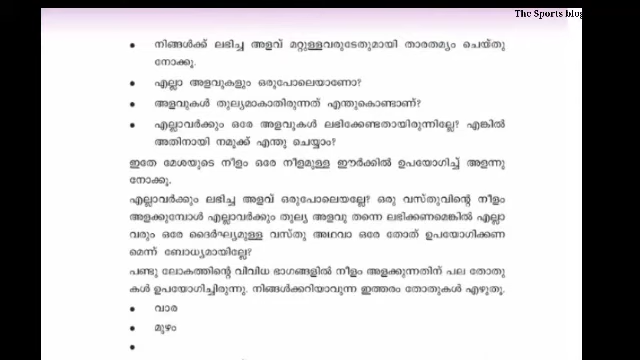 The Sports blog
• നിങ്ങൾക്ക് ലഭിച്ച അളവ് മറ്റുള്ളവരുടേതുമായി താരതമ്യം ചെയ്തു
നോക്കൂ.
• എല്ലാ അളവുകളും ഒരുപോലെയാണോ?
• അളവുകൾ തുല്യമാകാതിരുന്നത് എന്തുകൊണ്ടാണ്?
• എല്ലാവർക്കും ഒരേ അളവുകൾ ലഭിക്കേണ്ടതായിരുന്നില്ലേ? എങ്കിൽ
അതിനായി നമുക്ക് എന്തു ചെയ്യാം?
ഇതേ മേശയുടെ നീളം ഒരേ നീളമുള്ള ഈർക്കിൽ ഉപയോഗിച്ച് അളന്നു
നോക്കൂ.
എല്ലാവർക്കും ലഭിച്ച അളവ് ഒരുപോലെയല്ലേ? ഒരു വസ്തുവിന്റെ നീളം
അളക്കുമ്പോൾ എല്ലാവർക്കും തുല്യ അളവു തന്നെ ലഭിക്കണമെങ്കിൽ എല്ലാ
വരും ഒരേ ദൈർഘ്യമുള്ള വസ്തു അഥവാ ഒരേ തോത് ഉപയോഗിക്കണ
മെന്ന് ബോധ്യമായില്ലേ?
പണ്ടു ലോകത്തിന്റെ വിവിധ ഭാഗങ്ങളിൽ നീളം അളക്കുന്നതിന് പല തോതു
കൾ ഉപയോഗിച്ചിരുന്നു. നിങ്ങൾക്കറിയാവുന്ന ഇത്തരം തോതുകൾ എഴുതൂ.
• വാര
• മുഴം
•